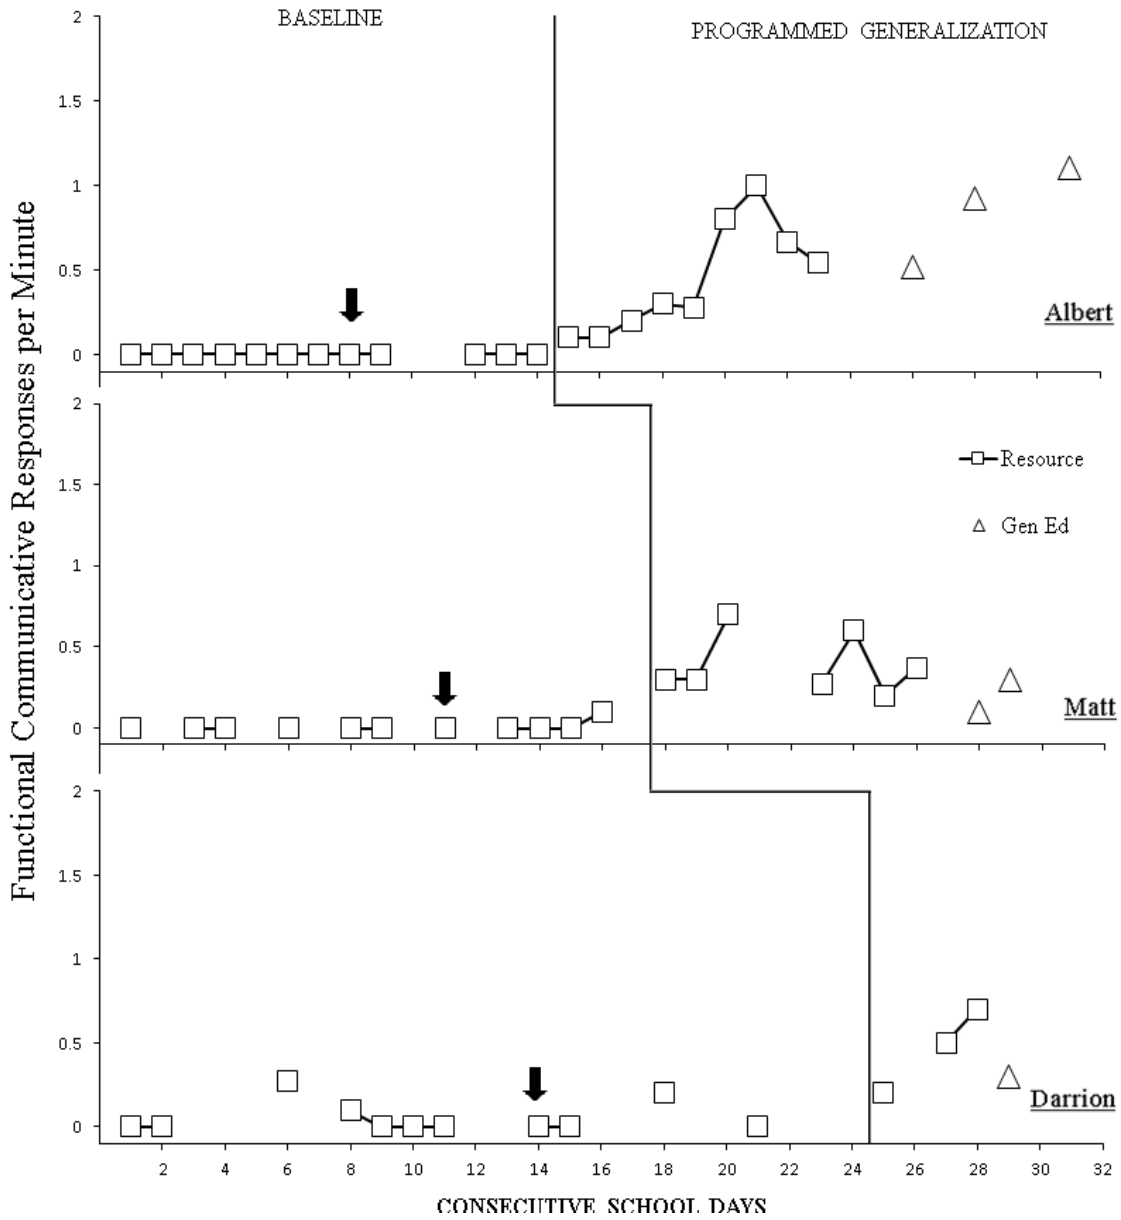 BASELINE
PROGRAMMED GENERALIZATION
2
1.5
1
0.5
0
Albert
2
1.5
1
0.5
0
Resource
Gen Ed
Matt
2
1.5
1
0.5
0
Darrion
2 4 6 8 10 12 14 16 18 20 22 24 26 28 30 32
CONSECUTIVE SCHOOL DAYS
Functional Communicative Responses per Minute